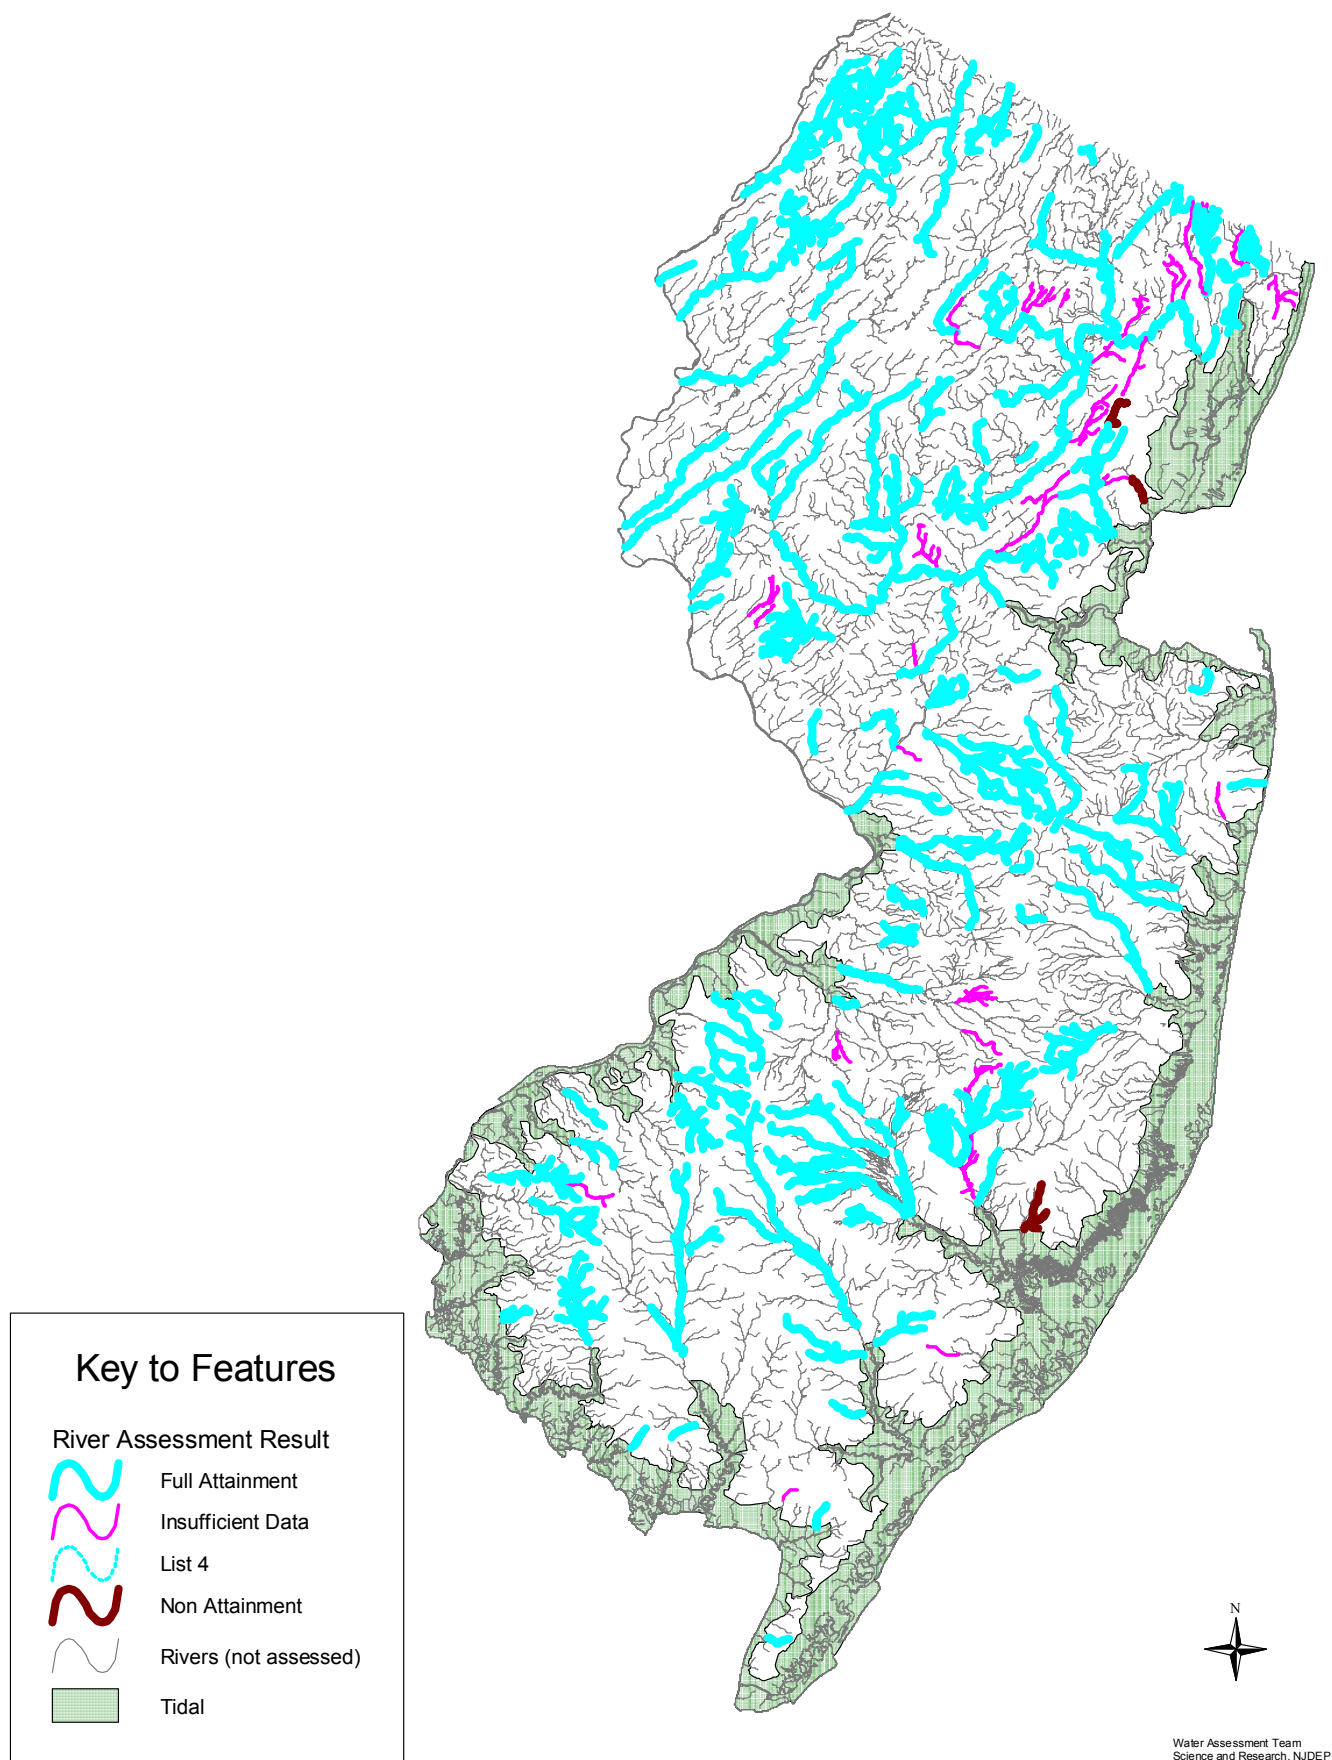 Key to Features
River Assessment Result
Full Attainment
Insufficient Data
List 4
Non Attainment
Rivers (not assessed)
Tidal
N
Water Assessment Team
Science and Research, NJDEP